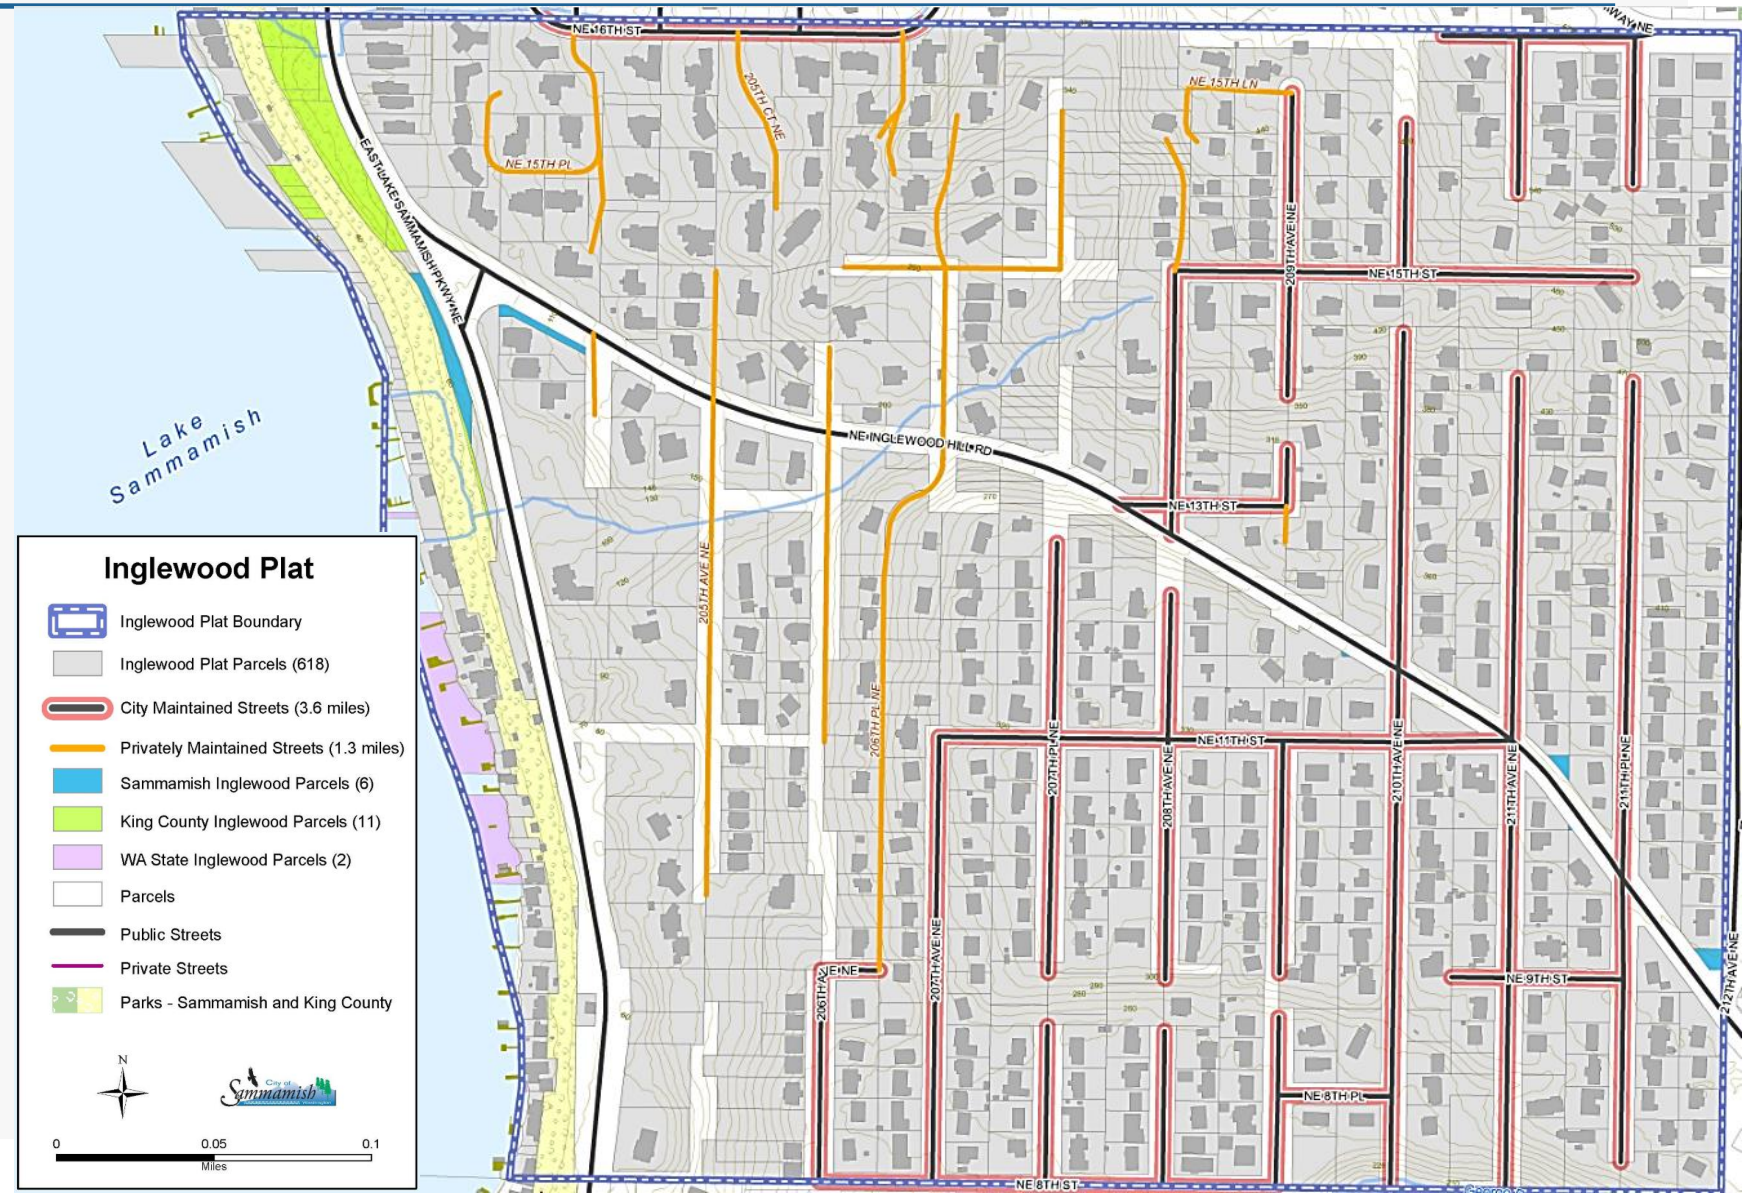 NE 16TH ST
WAY NE
205TH CT NE
NE 15TH LN
NE 15TH PL
EAST LAKE SAMMAMISH PKWY NE
209TH AVE NE
NE 15TH ST
Lake
Sammamish
NE INGLEWOOD HILL RD
NE 13TH ST
205TH AVE NE
206TH PL NE
207TH PL NE
208TH AVE NE
NE 11TH ST
210TH AVE NE
211TH AVE NE
211TH PL NE
206TH AVE NE
207TH AVE NE
NE 9TH ST
212TH AVE NE
NE 8TH PL
NE 8TH ST
Inglewood Plat
Inglewood Plat Boundary
Inglewood Plat Parcels (618)
City Maintained Streets (3.6 miles)
Privately Maintained Streets (1.3 miles)
Sammamish Inglewood Parcels (6)
King County Inglewood Parcels (11)
WA State Inglewood Parcels (2)
Parcels
Public Streets
Private Streets
Parks - Sammamish and King County
N
City of
Sammamish
0 0.05 0.1
Miles